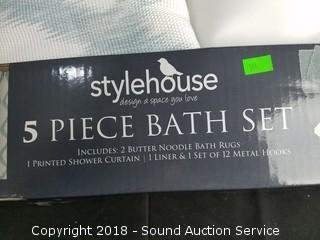 stylehouse
design a space you love
5 PIECE BATH SET
INCLUDES: 2 BUTTER NOODLE BATH RUGS
1 PRINTED SHOWER CURTAIN | 1 LINER & 1 SET OF 12 METAL HOOKS
Copyright 2018 - Sound Auction Service